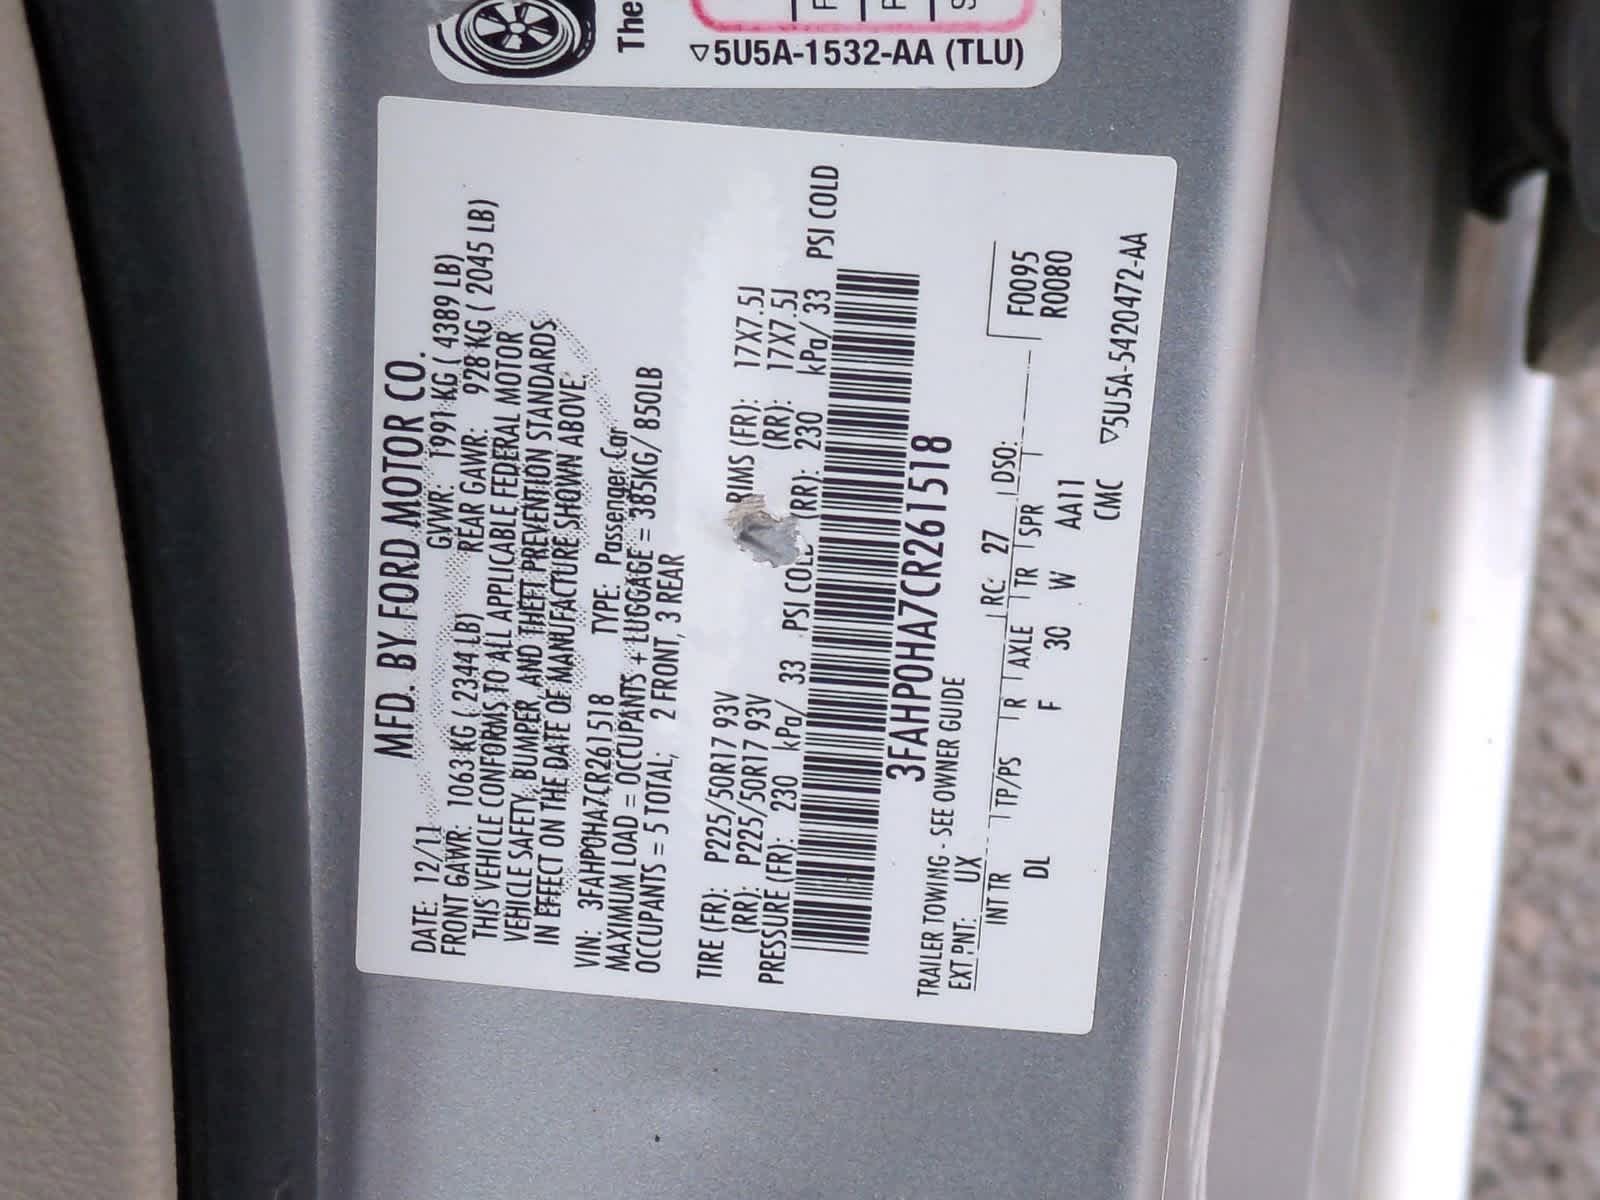 The
▽5U5A-1532-AA (TLU)
MFD. BY FORD MOTOR CO.
DATE: 12/11 GVWR: 1991 KG ( 4389 LB)
FRONT GAWR: 1063 KG ( 2344 LB) REAR GAWR: 928 KG ( 2045 LB)
THIS VEHICLE CONFORMS TO ALL APPLICABLE FEDERAL MOTOR
VEHICLE SAFETY, BUMPER, AND THEFT PREVENTION STANDARDS
IN EFFECT ON THE DATE OF MANUFACTURE SHOWN ABOVE.
VIN: 3FAHP0HA7CR261518 TYPE: Passenger Car
MAXIMUM LOAD = OCCUPANTS + LUGGAGE = 385KG/ 850LB
OCCUPANTS = 5 TOTAL; 2 FRONT, 3 REAR
TIRE (FR): P225/50R17 93V RIMS (FR): 17X7.5J
(RR): P225/50R17 93V (RR): 17X7.5J
PRESSURE (FR): 230 kPa/ 33 PSI COLD RR): 230 kPa/ 33 PSI COLD
3FAHP0HA7CR261518
TRAILER TOWING - SEE OWNER GUIDE
EXT PNT: UX RC: 27 DSO: F0095
INT TR TP/PS R AXLE TR SPR R0080
DL F 30 W AA11
CMC
▽5U5A-5420472-AA